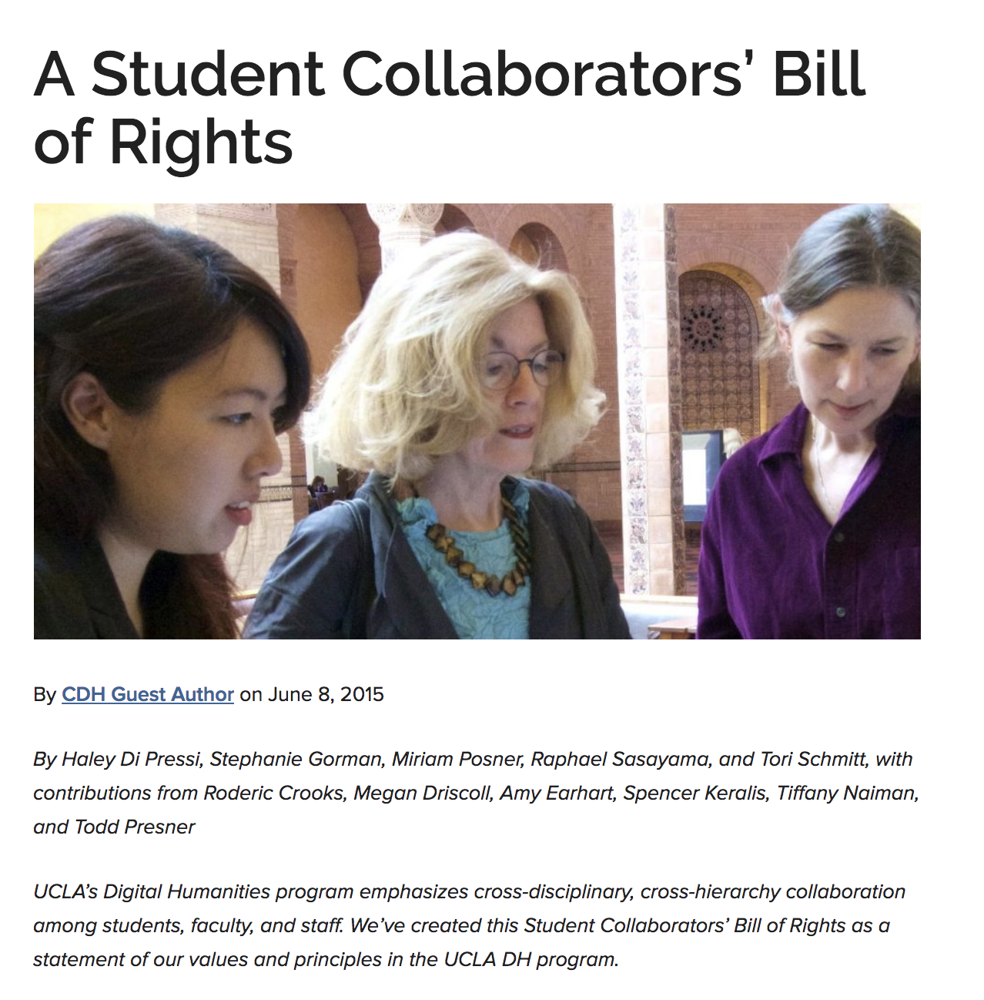 A Student Collaborators’ Bill
of Rights
By CDH Guest Author on June 8, 2015
By Haley Di Pressi, Stephanie Gorman, Miriam Posner, Raphael Sasayama, and Tori Schmitt, with
contributions from Roderic Crooks, Megan Driscoll, Amy Earhart, Spencer Keralis, Tiffany Naiman,
and Todd Presner
UCLA’s Digital Humanities program emphasizes cross-disciplinary, cross-hierarchy collaboration
among students, faculty, and staff. We’ve created this Student Collaborators’ Bill of Rights as a
statement of our values and principles in the UCLA DH program.